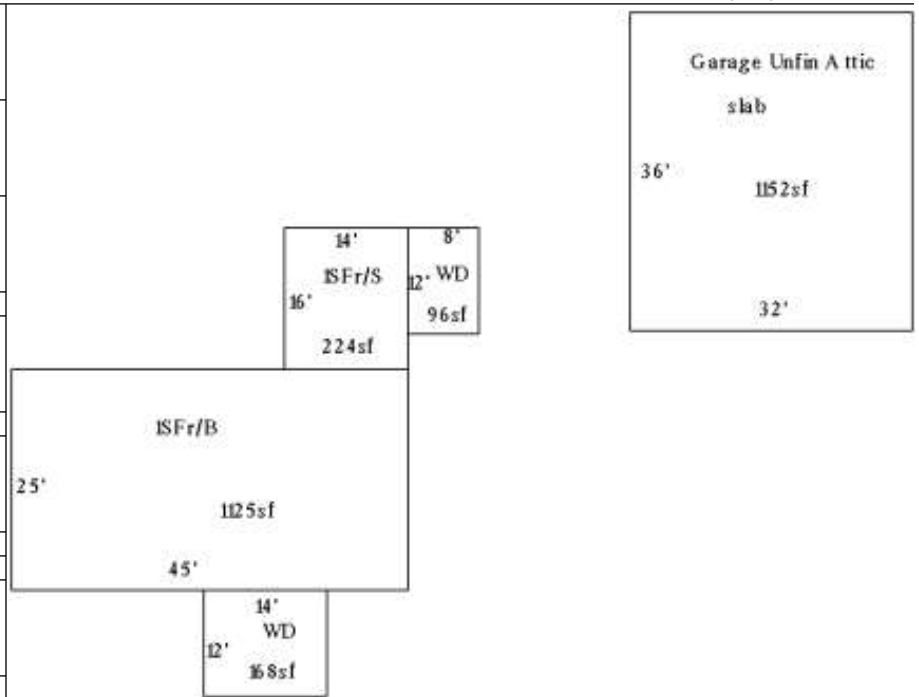 Garage Unfin Attic
slab
36'
1152sf
32'
14'
1SFr/S
16'
224sf
8'
12' WD
96sf
1SFr/B
25'
1125sf
45'
14'
WD
12'
168sf